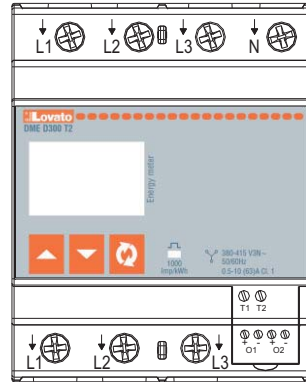 L1 L2 L3 N
Lovato
DME D300 T2
Energy meter
1000
imp/kWh
380-415 V3N~
50/60Hz
0.5-10 (63)A Cl. 1
T1 T2
+ - + -
O1 O2
L1 L2 L3